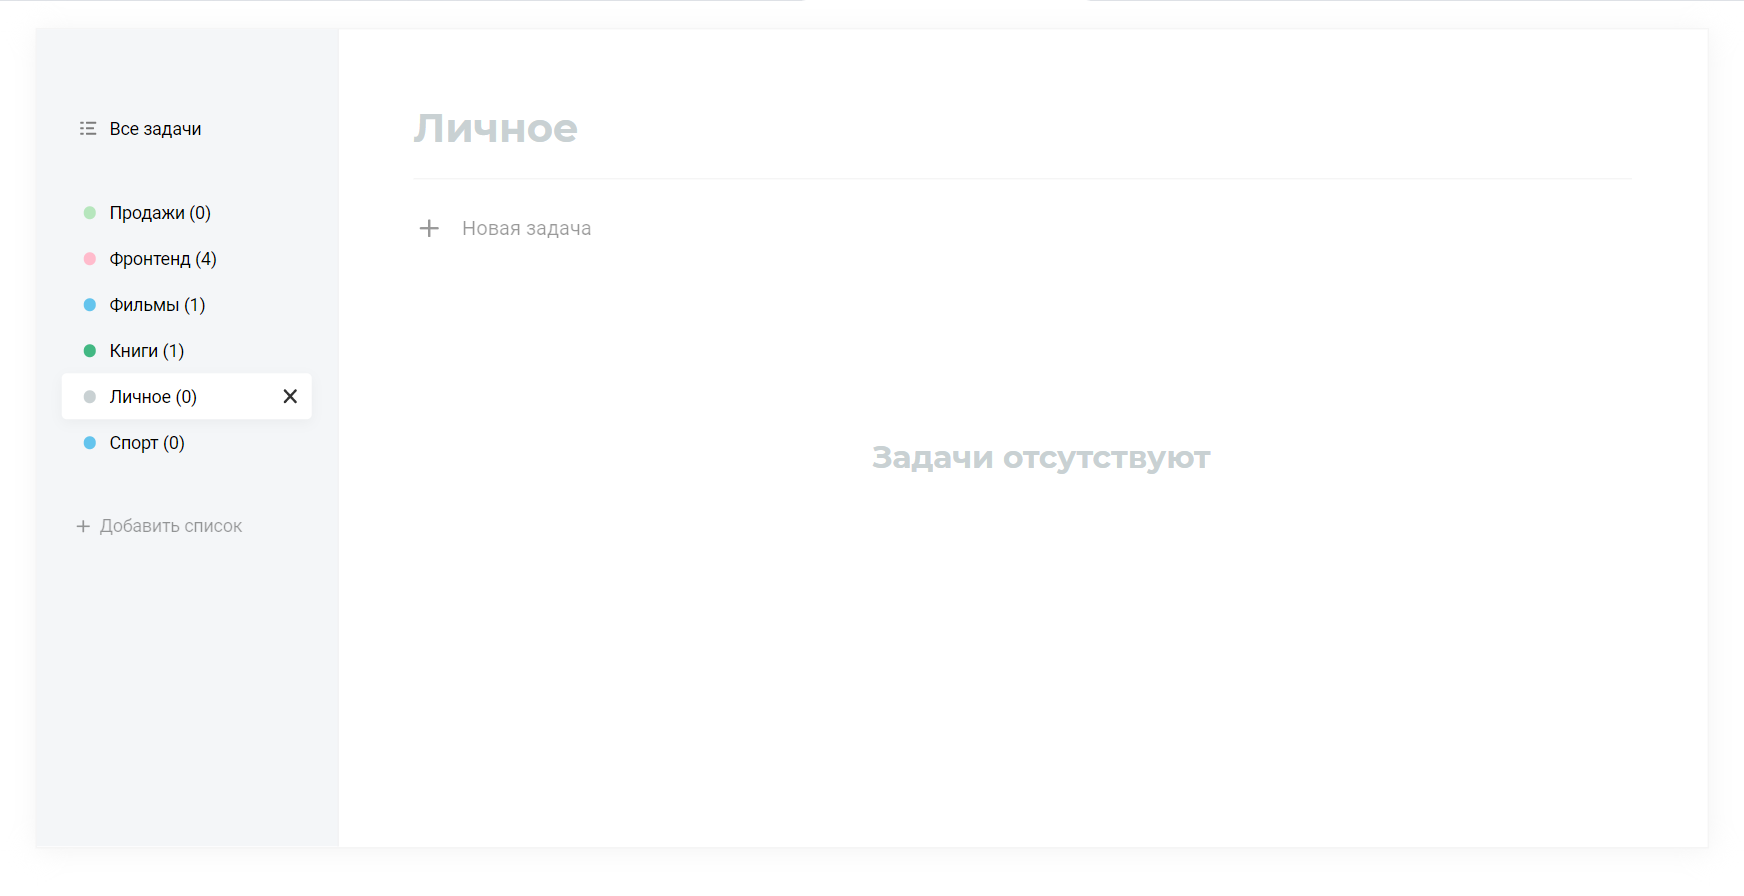 Все задачи
Продажи (0)
Фронтенд (4)
Фильмы (1)
Книги (1)
Личное (0)
Спорт (0)
Добавить список
Личное
Новая задача
Задачи отсутствуют